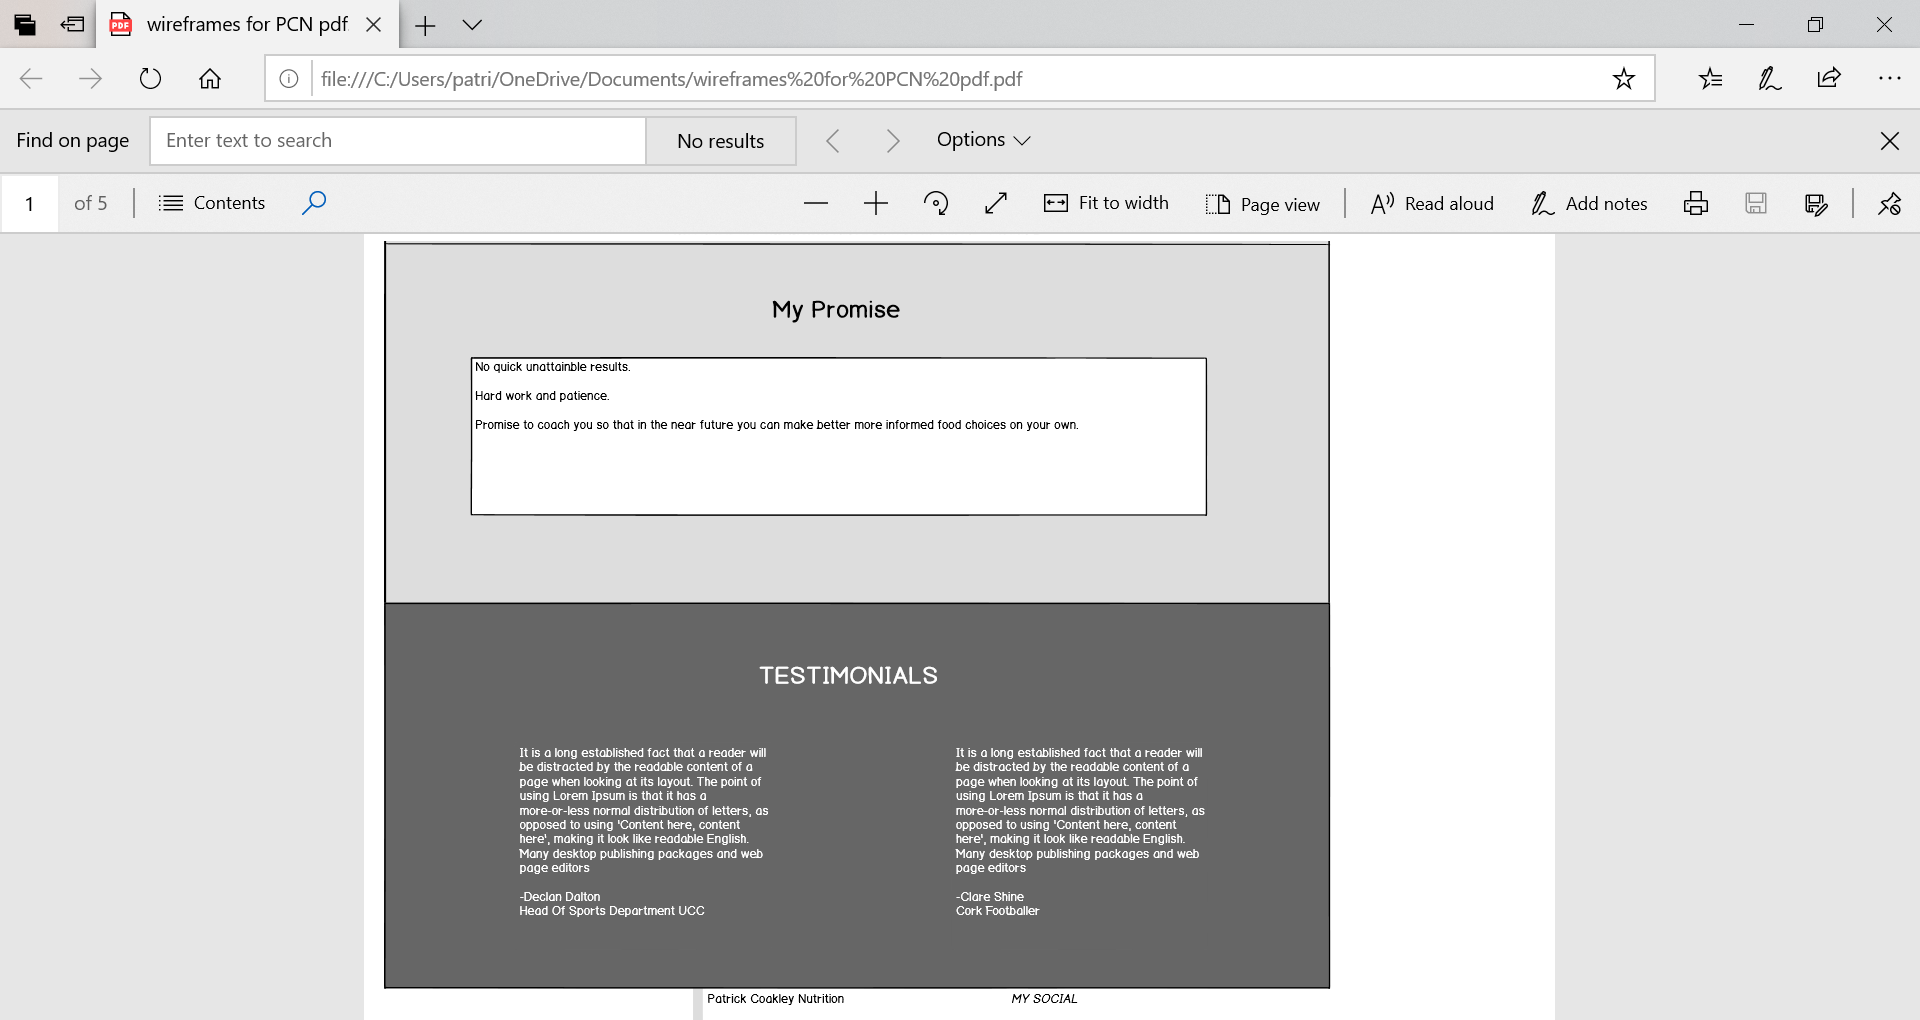 wireframes for PCN pdf.
file:///C:/Users/patri/OneDrive/Documents/wireframes%20for%20PCN%20pdf.pdf
Find on page
Enter text to search
No results
Options
1
of 5
Contents
Fit to width
Page view
Read aloud
Add notes
My Promise
No quick unattainble results.
Hard work and patience.
Promise to coach you so that in the near future you can make better more informed food choices on your own.
TESTIMONIALS
It is a long established fact that a reader will
be distracted by the readable content of a
page when looking at its layout. The point of
using Lorem Ipsum is that it has a
more-or-less normal distribution of letters, as
opposed to using 'Content here, content
here', making it look like readable English.
Many desktop publishing packages and web
page editors
-Declan Dalton
Head Of Sports Department UCC
It is a long established fact that a reader will
be distracted by the readable content of a
page when looking at its layout. The point of
using Lorem Ipsum is that it has a
more-or-less normal distribution of letters, as
opposed to using 'Content here, content
here', making it look like readable English.
Many desktop publishing packages and web
page editors
-Clare Shine
Cork Footballer
Patrick Coakley Nutrition
MY SOCIAL